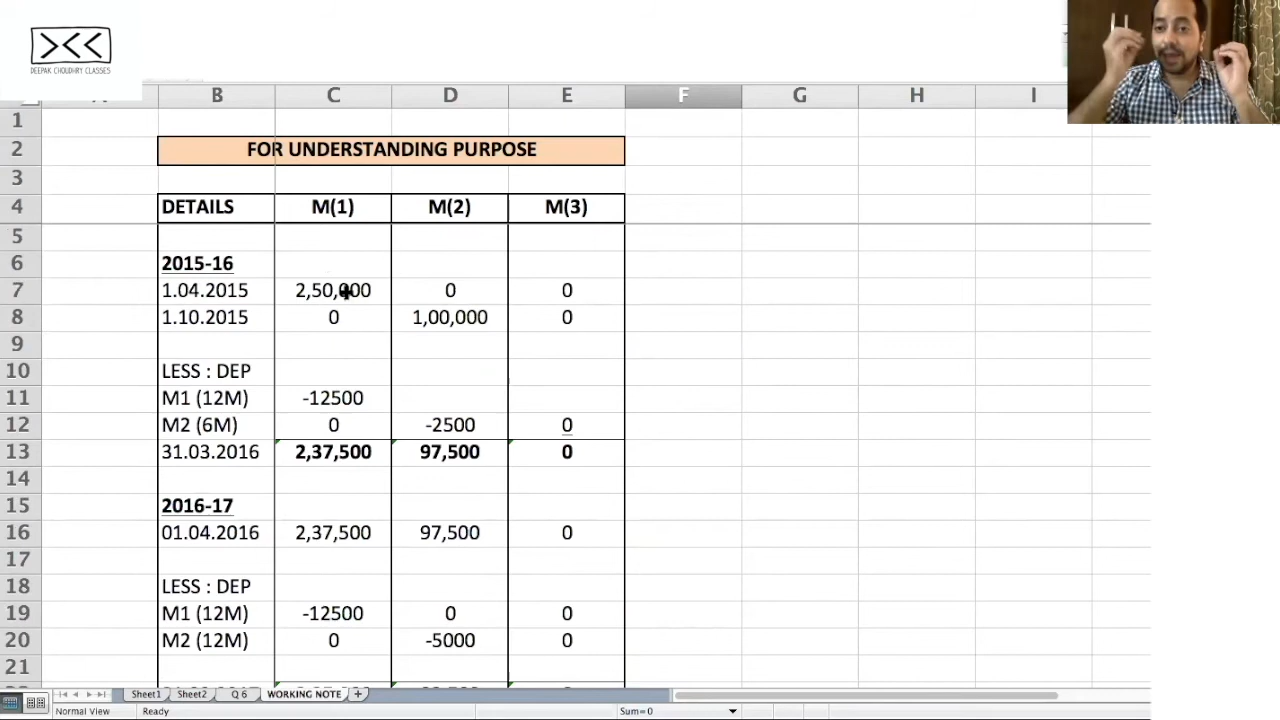 DEEPAK CHOUDHRY CLASSES
A B C D E F G H I
1
2 FOR UNDERSTANDING PURPOSE
3
4 DETAILS M(1) M(2) M(3)
5
6 2015-16
7 1.04.2015 2,50,000 0 0
8 1.10.2015 0 1,00,000 0
9
10 LESS : DEP
11 M1 (12M) -12500
12 M2 (6M) 0 -2500 0
13 31.03.2016 2,37,500 97,500 0
14
15 2016-17
16 01.04.2016 2,37,500 97,500 0
17
18 LESS : DEP
19 M1 (12M) -12500 0 0
20 M2 (12M) 0 -5000 0
21
Sheet1 Sheet2 Q 6 WORKING NOTE +
Normal View Ready Sum=0